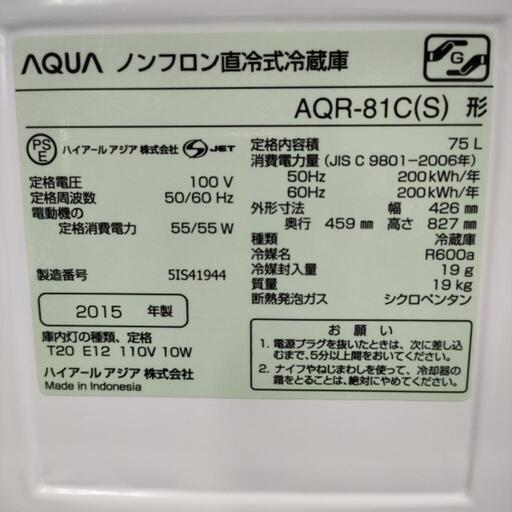 AQUA ノンフロン直冷式冷蔵庫
G
AQR-81C(S) 形
PS
E
ハイアール アジア 株式会社
S JET
定格電圧 100 V
定格周波数 50/60 Hz
電動機の
定格消費電力 55/55 W
製造番号 5IS41944
2015 年製
庫内灯の種類、定格
T20 E12 110V 10W
ハイアール アジア 株式会社
Made in Indonesia
定格内容積 75 L
消費電力量 (JIS C 9801-2006年)
50Hz 200 kWh/年
60Hz 200 kWh/年
外形寸法 幅 426 mm
奥行 459 mm 高さ 827 mm
種類 冷蔵庫
冷媒名 R600a
冷媒封入量 19 g
質量 19 kg
断熱発泡ガス シクロペンタン
お 願 い
1. 電源プラグを抜いたときは、次に差し込
むまで、5分以上間をおいてください。
2. ナイフやねじまわしを使って、冷却器の
霜をとることは、絶対にやめてください。